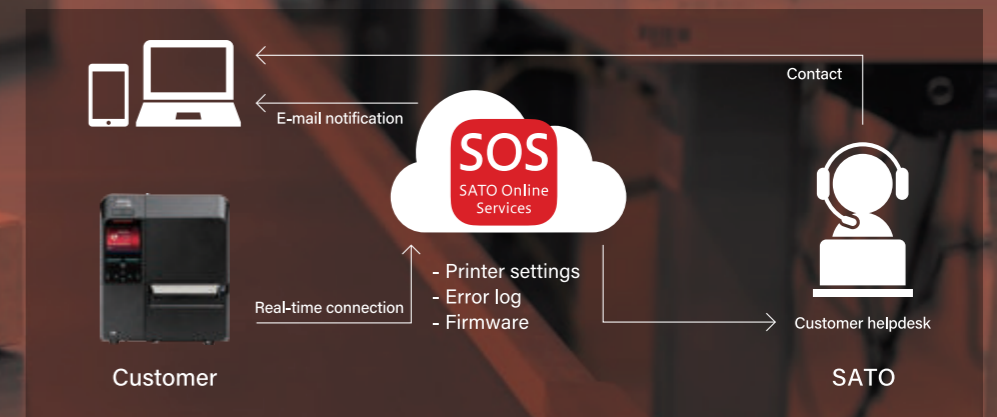 Contact
E-mail notification
SOS
SATO Online
Services
- Printer settings
- Error log
- Firmware
Real-time connection
Customer helpdesk
Customer
SATO